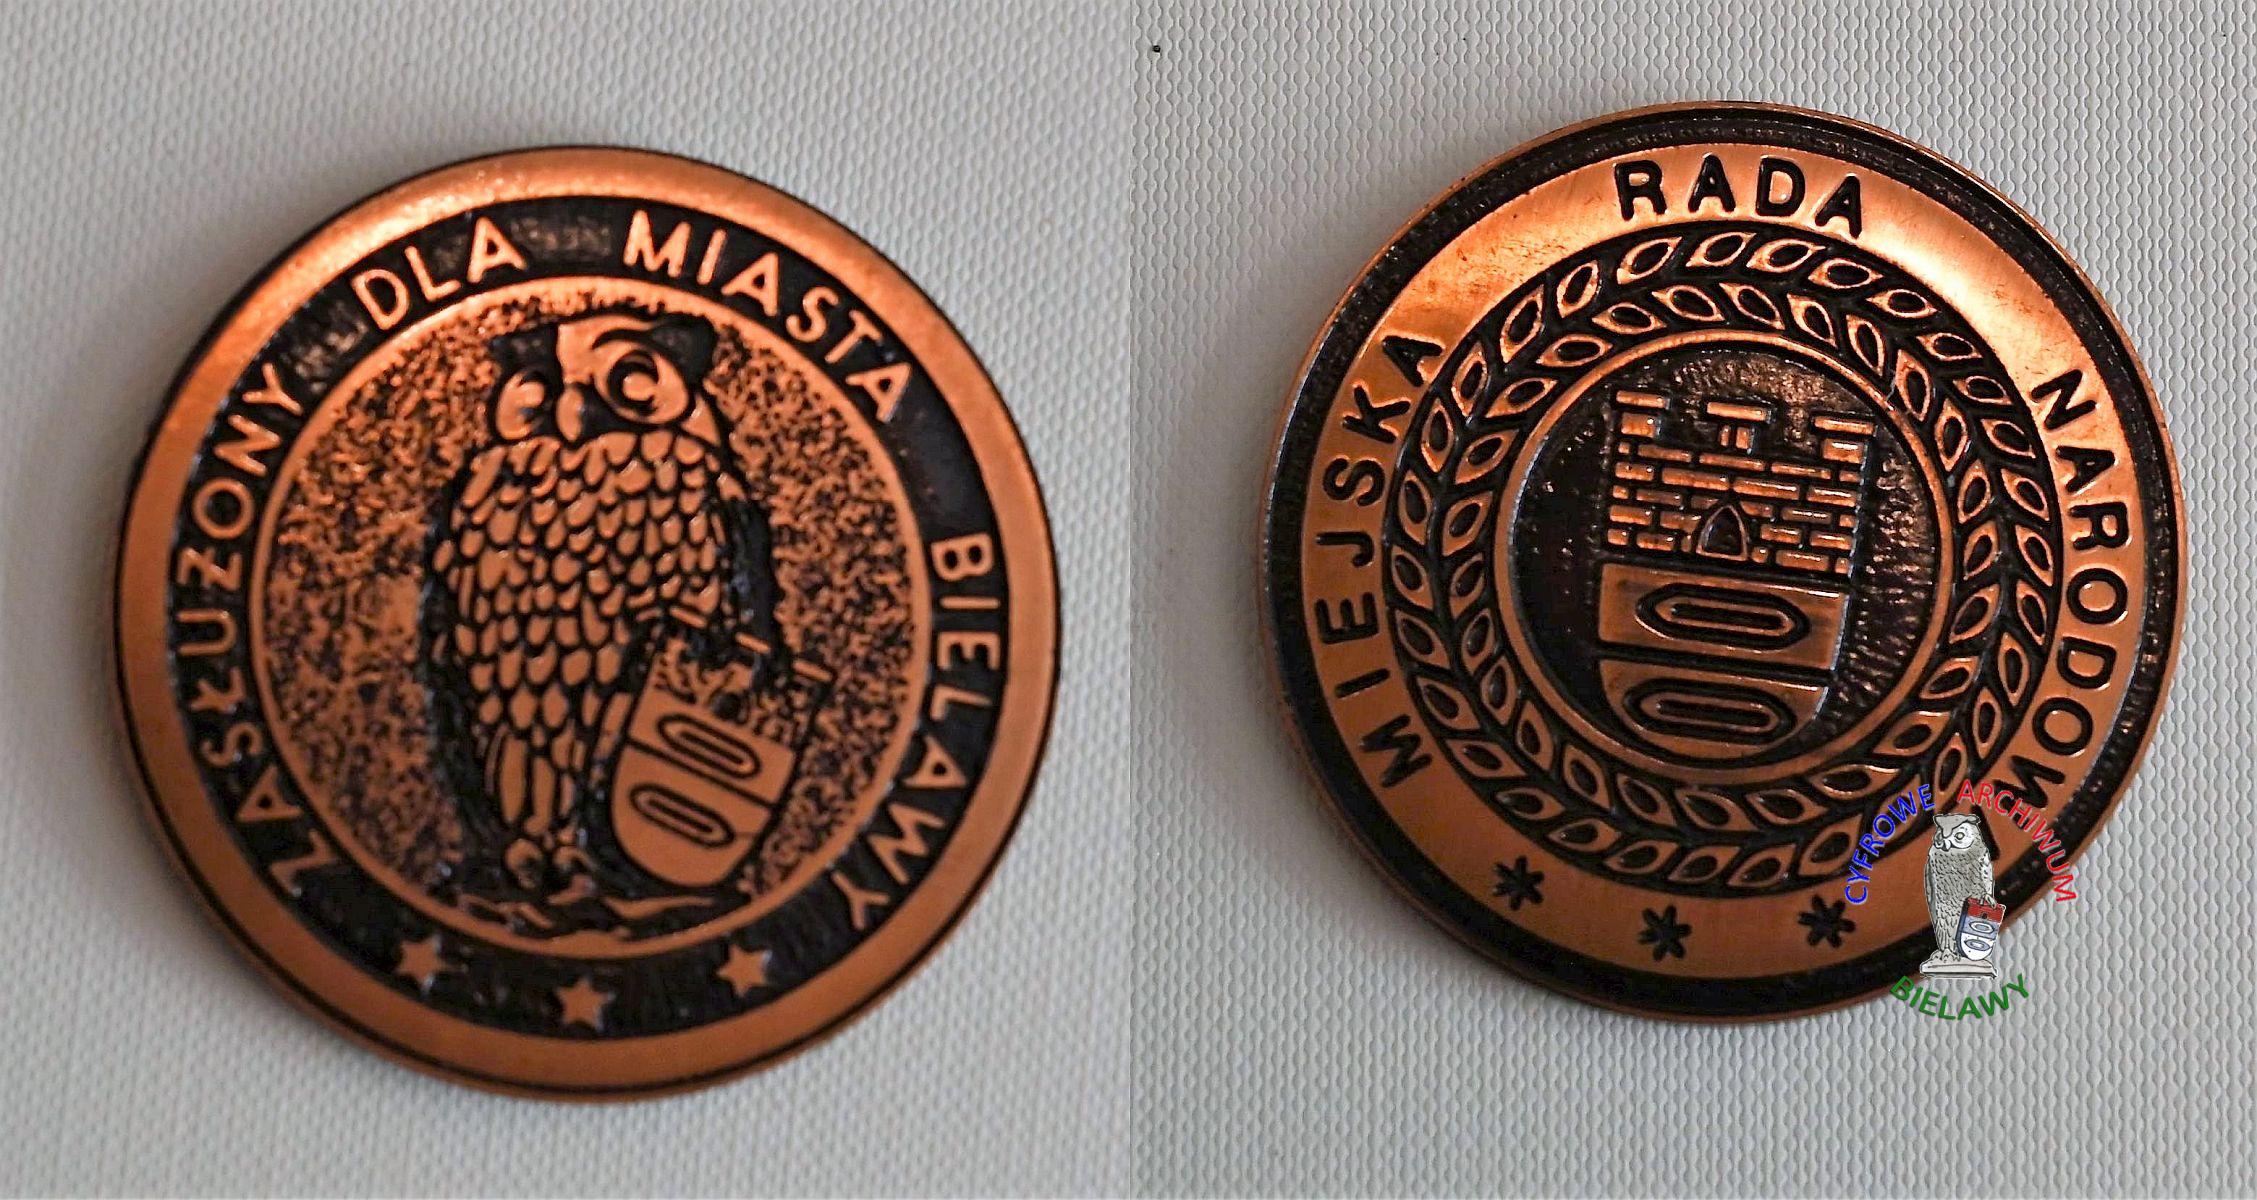 ZASŁUŻONY DLA MIASTA BIELAWY
MIEJSKA RADA NARODOWA
CYFROWE ARCHIWUM
BIELAWY